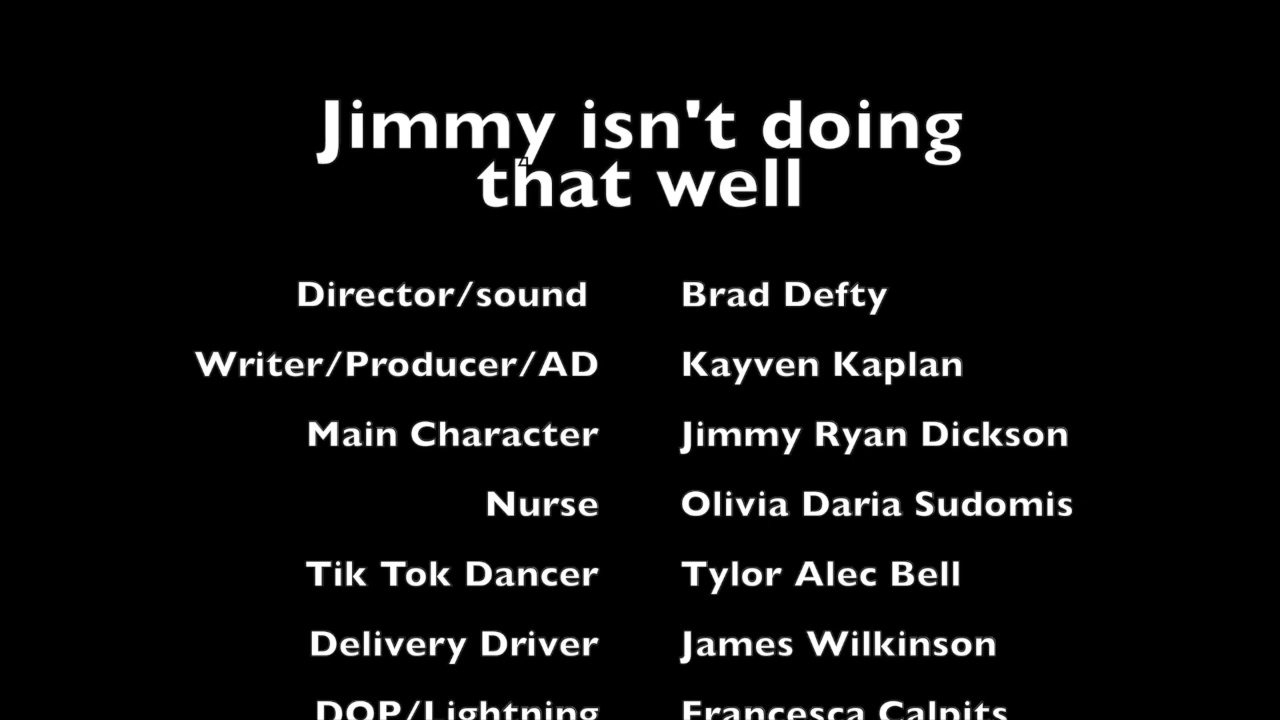 Jimmy isn't doing
that well
Director/sound Brad Defty
Writer/Producer/AD Kayven Kaplan
Main Character Jimmy Ryan Dickson
Nurse Olivia Daria Sudomis
Tik Tok Dancer Tylor Alec Bell
Delivery Driver James Wilkinson
DOP/Lightning Francesca Calpits